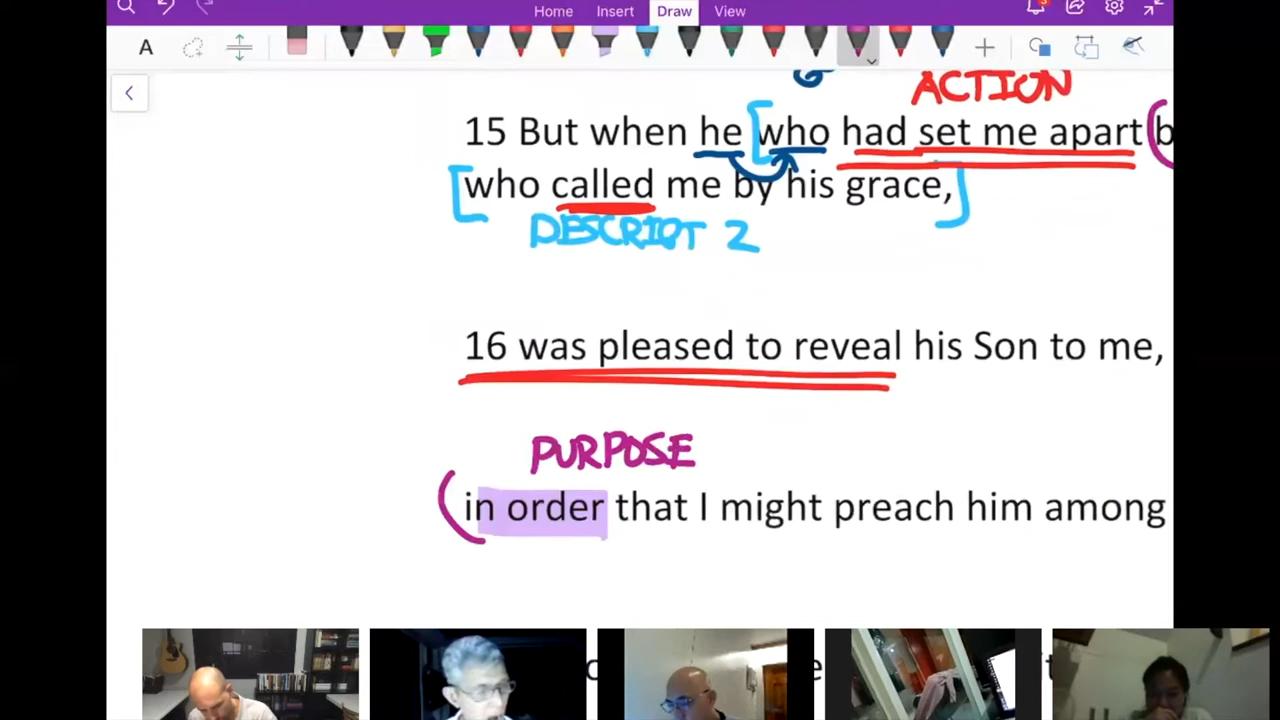 Home Insert Draw View
A
ACTION
15 But when he [who had set me apart (b
[who called me by his grace,]
DESCRIPT 2
16 was pleased to reveal his Son to me,
PURPOSE
(in order that I might preach him among